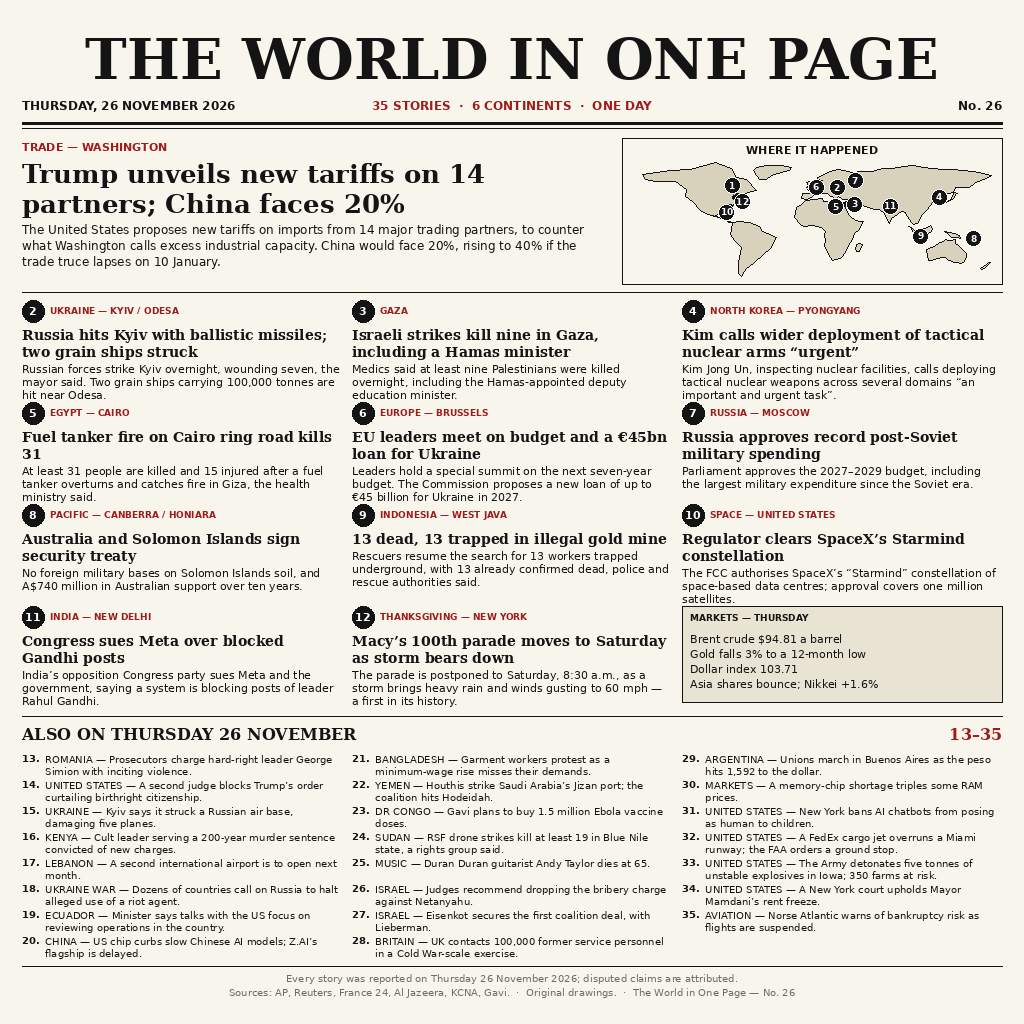 THE WORLD IN ONE PAGE
THURSDAY, 26 NOVEMBER 2026
35 STORIES · 6 CONTINENTS · ONE DAY
No. 26
TRADE — WASHINGTON
Trump unveils new tariffs on 14
partners; China faces 20%
The United States proposes new tariffs on imports from 14 major trading partners, to counter
what Washington calls excess industrial capacity. China would face 20%, rising to 40% if the
trade truce lapses on 10 January.
WHERE IT HAPPENED
1
12
10
6
2
7
5
3
11
4
9
8
2 UKRAINE — KYIV / ODESA
Russia hits Kyiv with ballistic missiles;
two grain ships struck
Russian forces strike Kyiv overnight, wounding seven, the
mayor said. Two grain ships carrying 100,000 tonnes are
hit near Odesa.
3 GAZA
Israeli strikes kill nine in Gaza,
including a Hamas minister
Medics said at least nine Palestinians were killed
overnight, including the Hamas-appointed deputy
education minister.
4 NORTH KOREA — PYONGYANG
Kim calls wider deployment of tactical
nuclear arms “urgent”
Kim Jong Un, inspecting nuclear facilities, calls deploying
tactical nuclear weapons across several domains “an
important and urgent task”.
5 EGYPT — CAIRO
Fuel tanker fire on Cairo ring road kills
31
At least 31 people are killed and 15 injured after a fuel
tanker overturns and catches fire in Giza, the health
ministry said.
6 EUROPE — BRUSSELS
EU leaders meet on budget and a €45bn
loan for Ukraine
Leaders hold a special summit on the next seven-year
budget. The Commission proposes a new loan of up to
€45 billion for Ukraine in 2027.
7 RUSSIA — MOSCOW
Russia approves record post-Soviet
military spending
Parliament approves the 2027–2029 budget, including
the largest military expenditure since the Soviet era.
8 PACIFIC — CANBERRA / HONIARA
Australia and Solomon Islands sign
security treaty
No foreign military bases on Solomon Islands soil, and
A$740 million in Australian support over ten years.
9 INDONESIA — WEST JAVA
13 dead, 13 trapped in illegal gold mine
Rescuers resume the search for 13 workers trapped
underground, with 13 already confirmed dead, police and
rescue authorities said.
10 SPACE — UNITED STATES
Regulator clears SpaceX’s Starmind
constellation
The FCC authorises SpaceX’s “Starmind” constellation of
space-based data centres; approval covers one million
satellites.
11 INDIA — NEW DELHI
Congress sues Meta over blocked
Gandhi posts
India’s opposition Congress party sues Meta and the
government, saying a system is blocking posts of leader
Rahul Gandhi.
12 THANKSGIVING — NEW YORK
Macy’s 100th parade moves to Saturday
as storm bears down
The parade is postponed to Saturday, 8:30 a.m., as a
storm brings heavy rain and winds gusting to 60 mph —
a first in its history.
MARKETS — THURSDAY
Brent crude $94.81 a barrel
Gold falls 3% to a 12-month low
Dollar index 103.71
Asia shares bounce; Nikkei +1.6%
ALSO ON THURSDAY 26 NOVEMBER
13–35
13. ROMANIA — Prosecutors charge hard-right leader George
Simion with inciting violence.
14. UNITED STATES — A second judge blocks Trump’s order
curtailing birthright citizenship.
15. UKRAINE — Kyiv says it struck a Russian air base,
damaging five planes.
16. KENYA — Cult leader serving a 200-year murder sentence
convicted of new charges.
17. LEBANON — A second international airport is to open next
month.
18. UKRAINE WAR — Dozens of countries call on Russia to halt
alleged use of a riot agent.
19. ECUADOR — Minister says talks with the US focus on
reviewing operations in the country.
20. CHINA — US chip curbs slow Chinese AI models; Z.AI’s
flagship is delayed.
21. BANGLADESH — Garment workers protest as a
minimum-wage rise misses their demands.
22. YEMEN — Houthis strike Saudi Arabia’s Jizan port; the
coalition hits Hodeidah.
23. DR CONGO — Gavi plans to buy 1.5 million Ebola vaccine
doses.
24. SUDAN — RSF drone strikes kill at least 19 in Blue Nile
state, a rights group said.
25. MUSIC — Duran Duran guitarist Andy Taylor dies at 65.
26. ISRAEL — Judges recommend dropping the bribery charge
against Netanyahu.
27. ISRAEL — Eisenkot secures the first coalition deal, with
Lieberman.
28. BRITAIN — UK contacts 100,000 former service personnel
in a Cold War-scale exercise.
29. ARGENTINA — Unions march in Buenos Aires as the peso
hits 1,592 to the dollar.
30. MARKETS — A memory-chip shortage triples some RAM
prices.
31. UNITED STATES — New York bans AI chatbots from posing
as human to children.
32. UNITED STATES — A FedEx cargo jet overruns a Miami
runway; the FAA orders a ground stop.
33. UNITED STATES — The Army detonates five tonnes of
unstable explosives in Iowa; 350 farms at risk.
34. UNITED STATES — A New York court upholds Mayor
Mamdani’s rent freeze.
35. AVIATION — Norse Atlantic warns of bankruptcy risk as
flights are suspended.
Every story was reported on Thursday 26 November 2026; disputed claims are attributed.
Sources: AP, Reuters, France 24, Al Jazeera, KCNA, Gavi. · Original drawings. · The World in One Page — No. 26